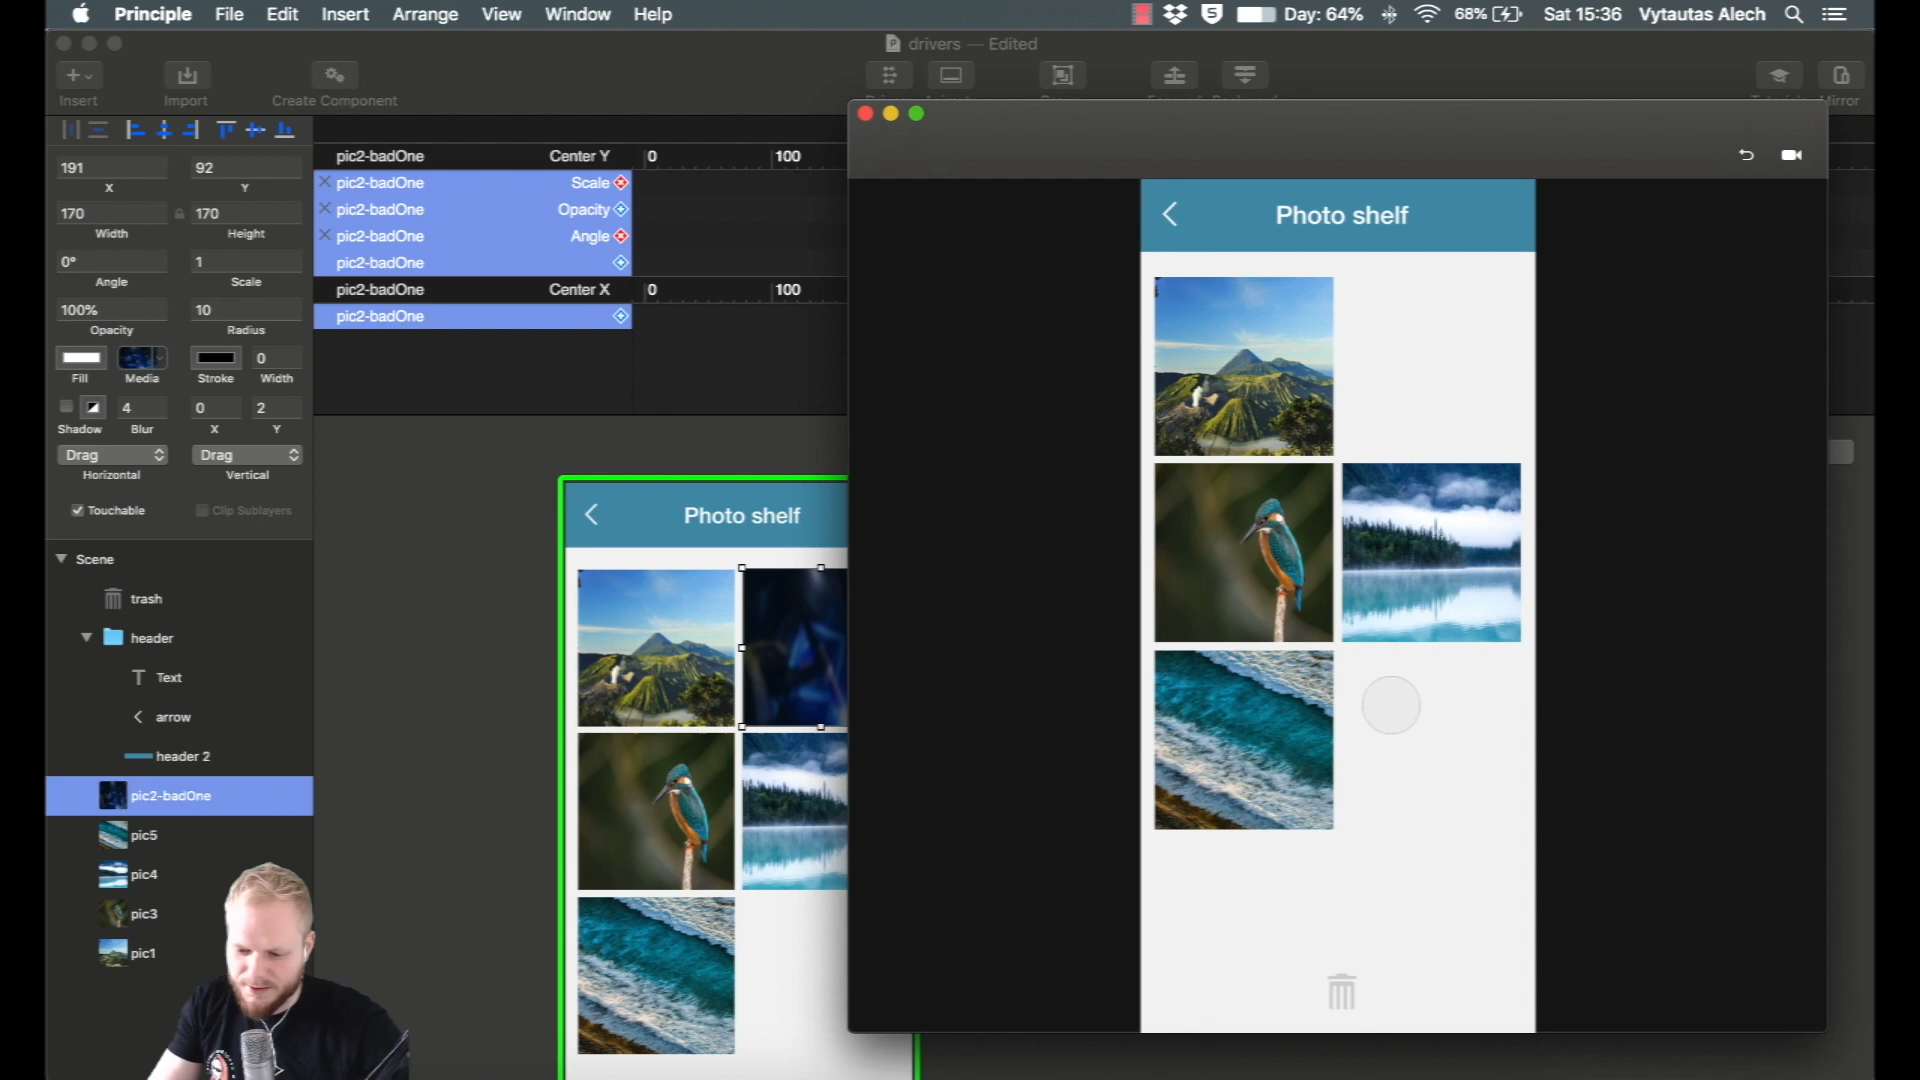 Principle File Edit Insert Arrange View Window Help
S Day: 64% 68% Sat 15:36 Vytautas Alech
drivers — Edited
Insert Import Create Component
Mirror
191 92
X Y
170 170
Width Height
0° 1
Angle Scale
100% 10
Opacity Radius
0
Fill Media Stroke Width
4 0 2
Shadow Blur X Y
Drag Drag
Horizontal Vertical
Touchable Clip Sublayers
pic2-badOne Center Y 0 100
pic2-badOne Scale
pic2-badOne Opacity
pic2-badOne Angle
pic2-badOne
pic2-badOne Center X 0 100
pic2-badOne
Scene
trash
header
T Text
arrow
header 2
pic2-badOne
pic5
pic4
pic3
pic1
Photo shelf
Photo shelf